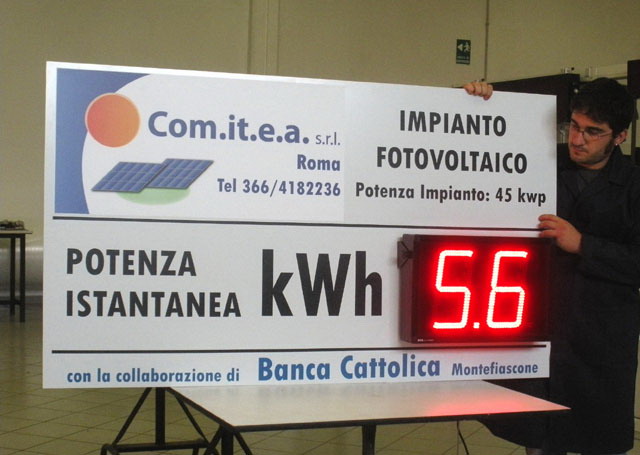 Com.it.e.a. s.r.l.
Roma
Tel 366/4182236
IMPIANTO
FOTOVOLTAICO
Potenza Impianto: 45 kwp
POTENZA
ISTANTANEA
kWh
5.6
con la collaborazione di Banca Cattolica Montefiascone